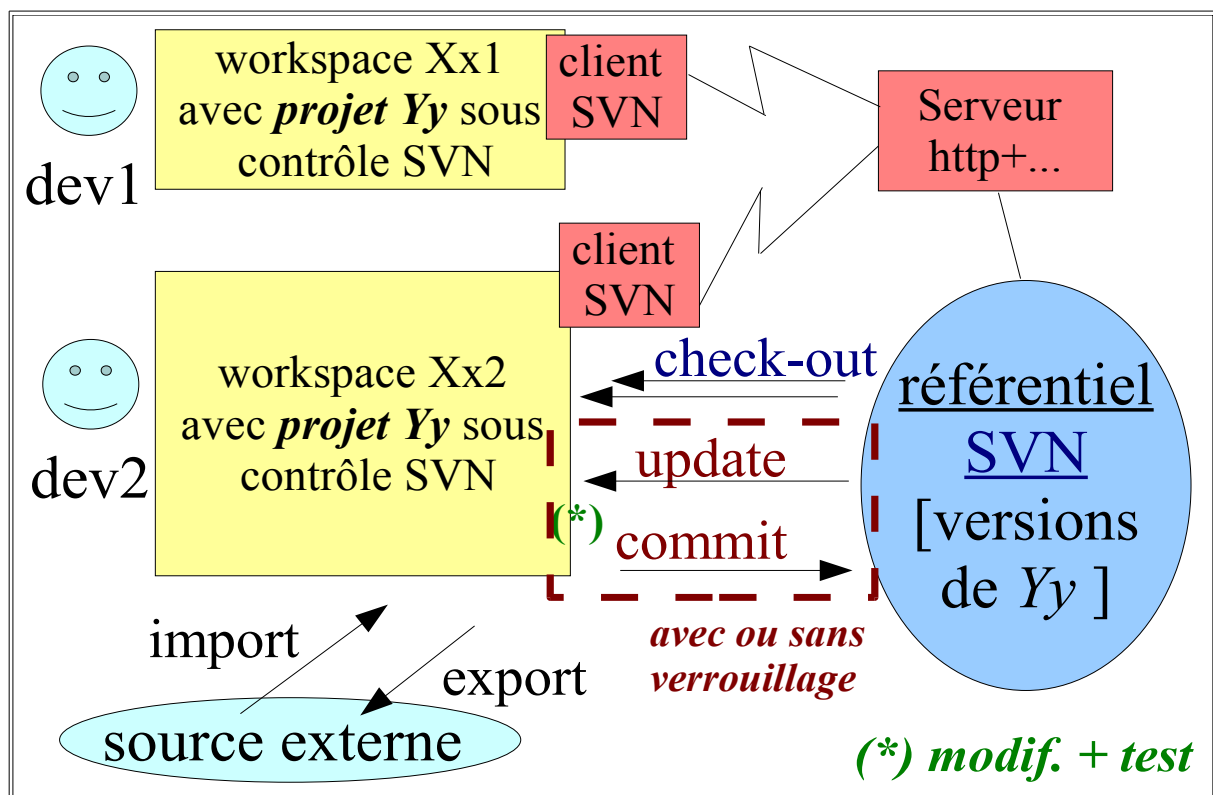 workspace Xx1
avec projet Yy sous
contrôle SVN
client
SVN
dev1
Serveur
http+...
client
SVN
workspace Xx2
avec projet Yy sous
contrôle SVN
dev2
check-out
update
(*)
commit
avec ou sans
verrouillage
référentiel
SVN
[versions
de Yy ]
import
export
source externe
(*) modif. + test